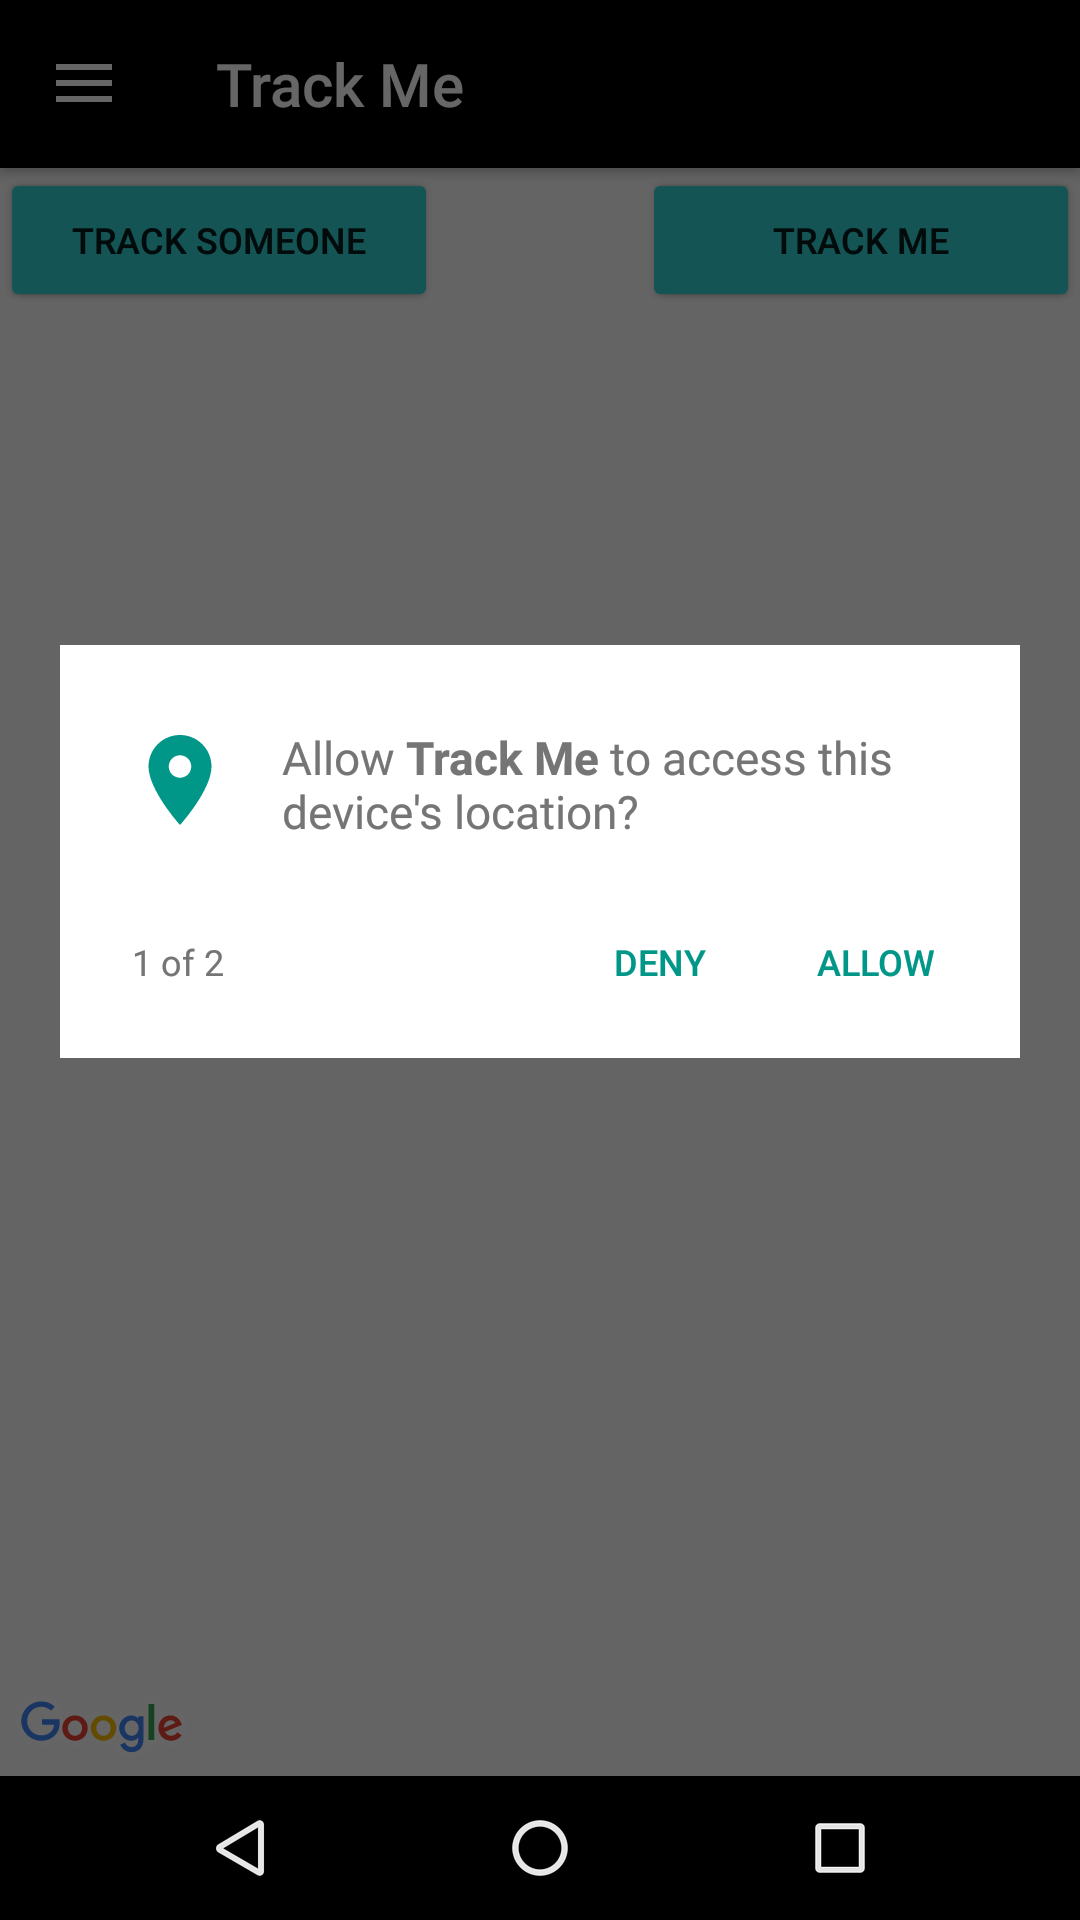 Track Me
TRACK SOMEONE
TRACK ME
Allow Track Me to access this
device's location?
1 of 2
DENY
ALLOW
Google